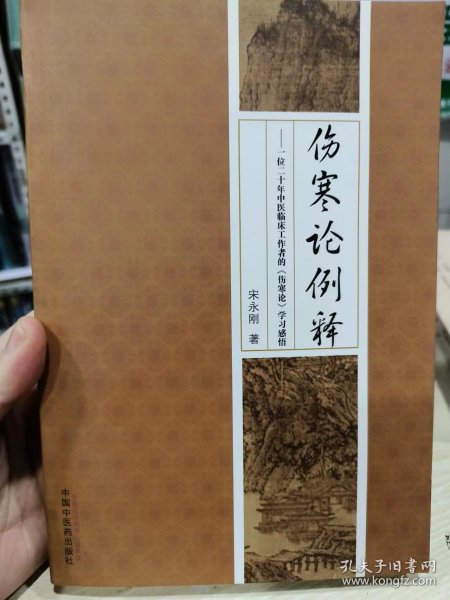 伤寒论例释
——一位二十年中医临床工作者的《伤寒论》学习感悟
宋永刚 著
中国中医药出版社
孔夫子旧书网
www.kongfz.com